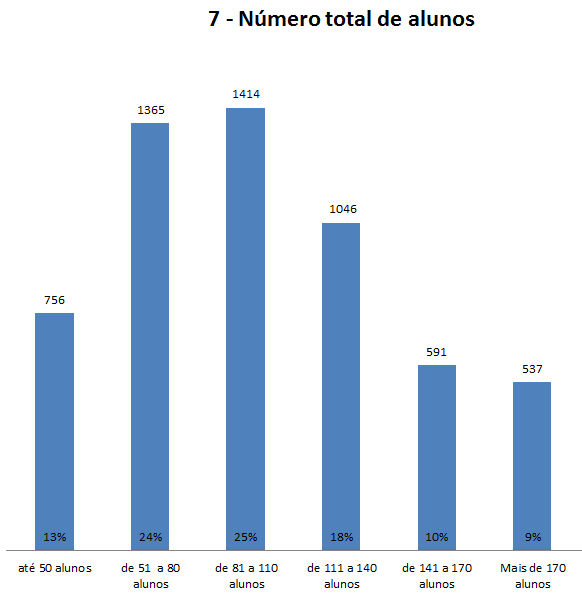 7 - Número total de alunos
756
1365
1414
1046
591
537
13%
24%
25%
18%
10%
9%
até 50 alunos
de 51 a 80
alunos
de 81 a 110
alunos
de 111 a 140
alunos
de 141 a 170
alunos
Mais de 170
alunos